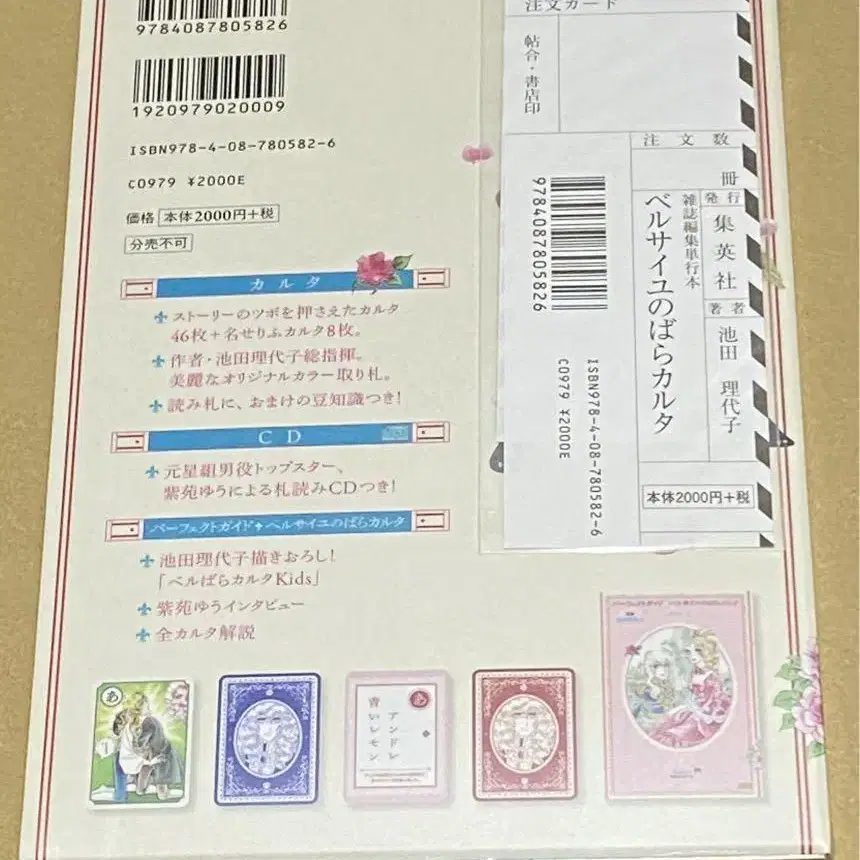 9784087805826
1920979020009
ISBN978-4-08-780582-6
C0979 ¥2000E
価格 本体2000円+税
分売不可
カルタ
ストーリーのツボを押さえたカルタ
46枚+名せりふカルタ8枚。
作者・池田理代子総指揮。
美麗なオリジナルカラー取り札。
読み札に、おまけの豆知識つき!
CD
元星組男役トップスター、
紫苑ゆうによる札読みCDつき!
パーフェクトガイド+ベルサイユのばらカルタ
池田理代子描きおろし!
「ベルばらカルタKids」
紫苑ゆうインタビュー
全カルタ解説
注文カード
帖合・書店印
注文数
冊
発行
集英社
著者
池田 理代子
雑誌編集単行本
ベルサイユのばらカルタ
9784087805826
ISBN978-4-08-780582-6
C0979 ¥2000E
本体2000円+税
あ
あ
アンドレ
青いレモン